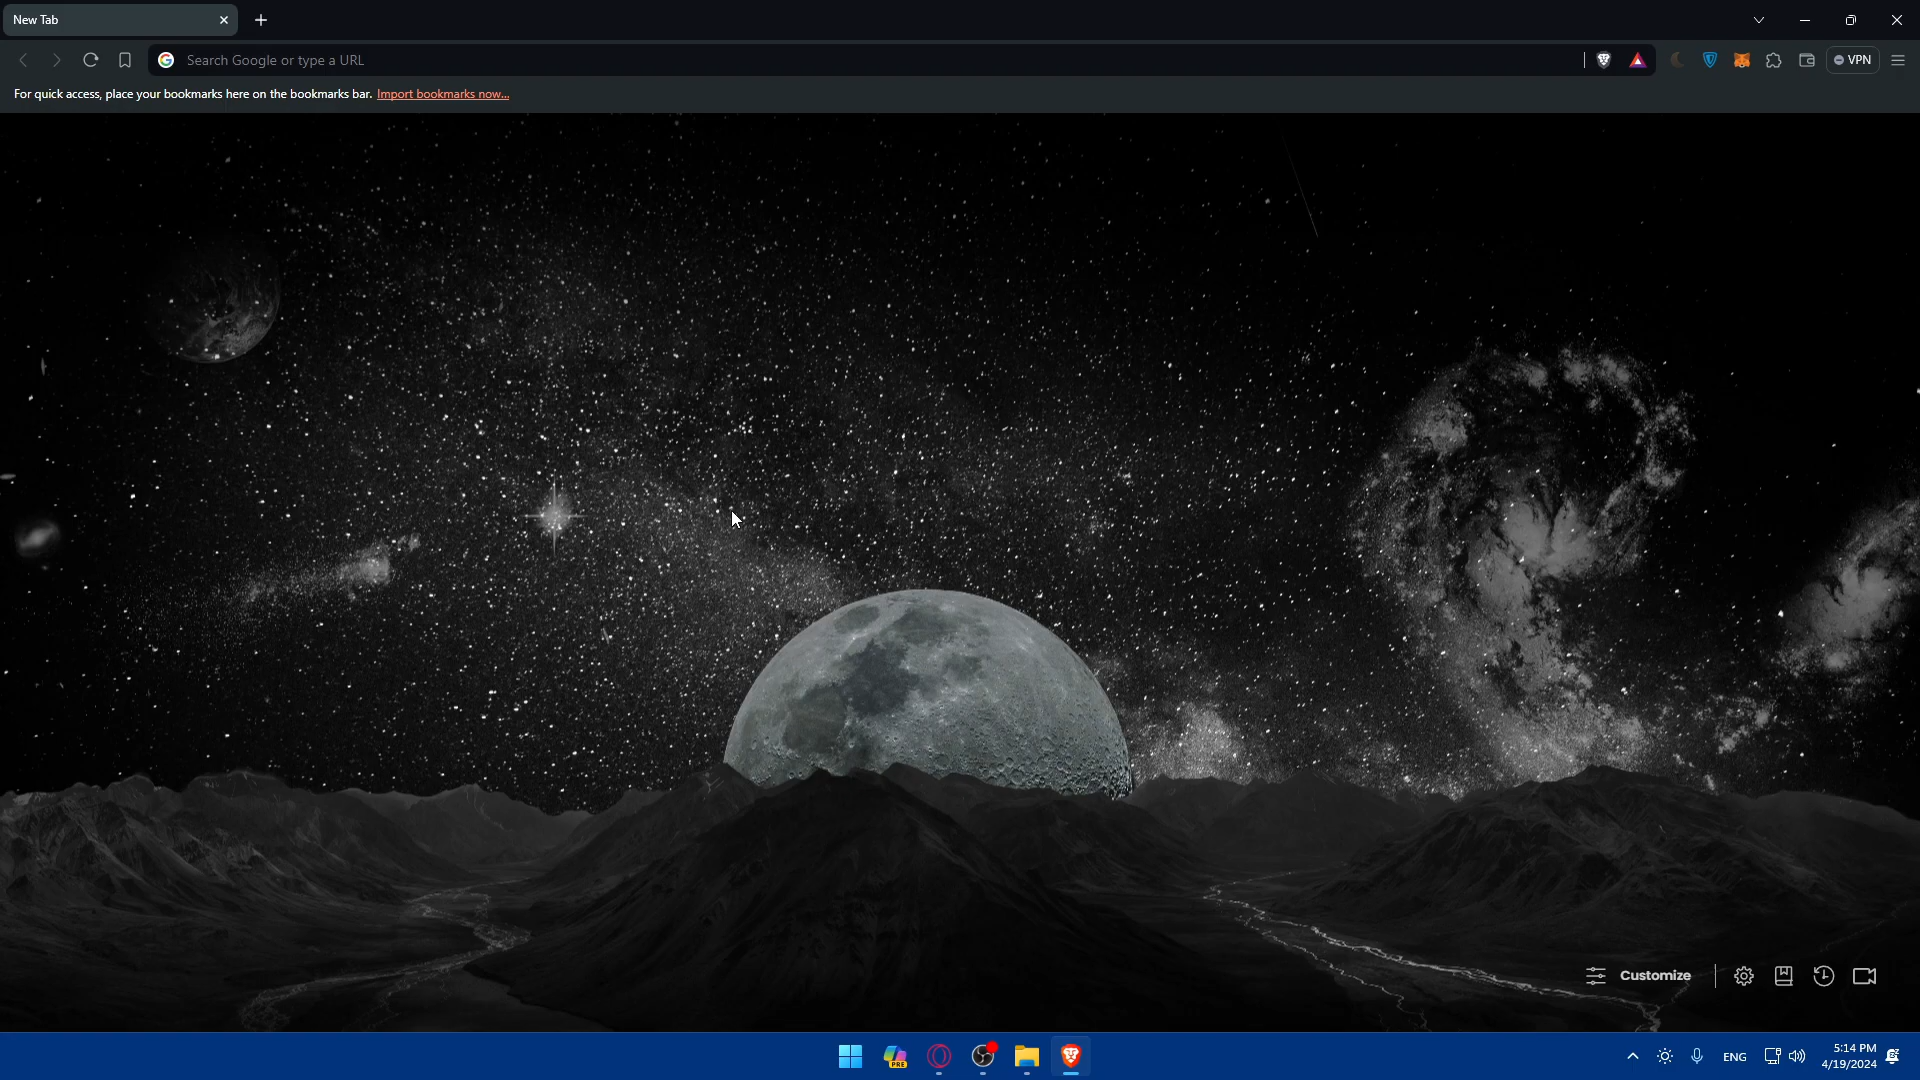 New Tab
Search Google or type a URL
VPN
For quick access, place your bookmarks here on the bookmarks bar. Import bookmarks now...
Customize
PRE
ENG
5:14 PM
4/19/2024